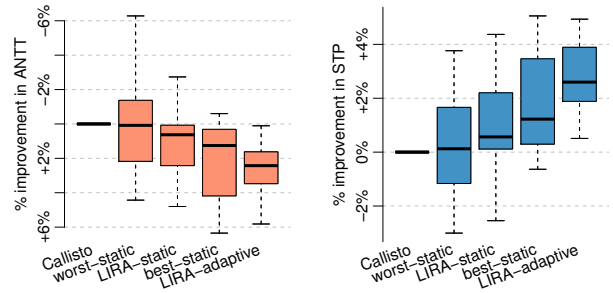 % improvement in ANTT
−6%
−2%
+2%
+6%
Callisto
worst−static
LIRA−static
best−static
LIRA−adaptive
% improvement in STP
+4%
+2%
0%
−2%
Callisto
worst−static
LIRA−static
best−static
LIRA−adaptive